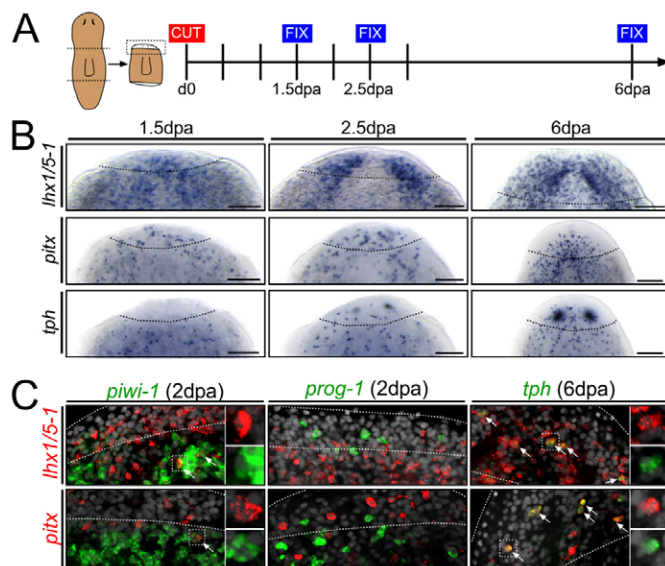 A
CUT FIX FIX FIX
d0 1.5dpa 2.5dpa 6dpa
B
1.5dpa 2.5dpa 6dpa
lhx1/5-1
pitx
tph
C
piwi-1 (2dpa) prog-1 (2dpa) tph (6dpa)
lhx1/5-1
pitx